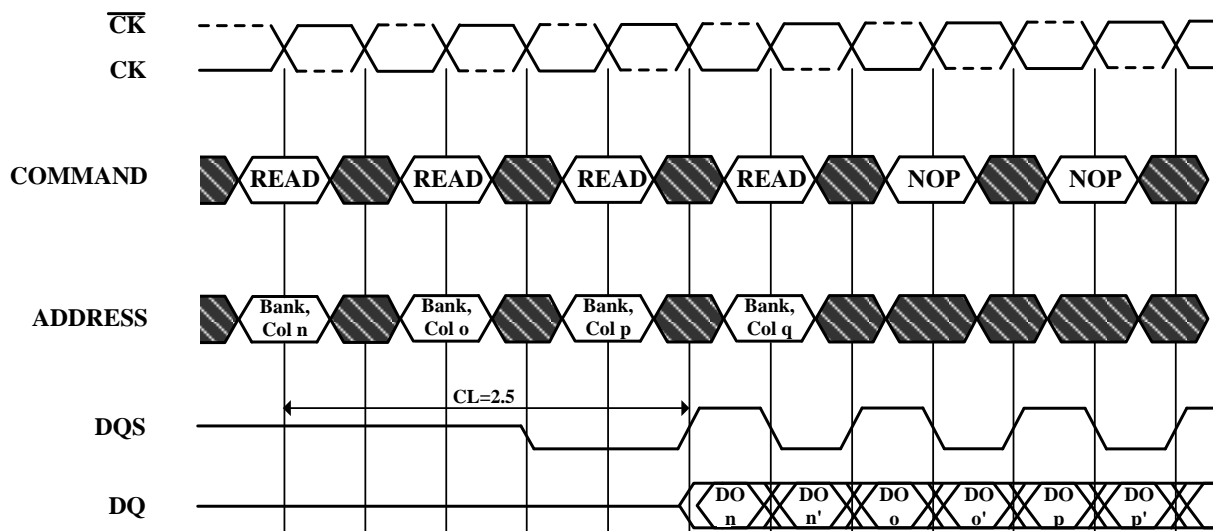 CK
CK
COMMAND READ READ READ READ NOP NOP
ADDRESS
Bank, Col n
Bank, Col o
Bank, Col p
Bank, Col q
CL=2.5
DQS
DQ
DO n
DO n'
DO o
DO o'
DO p
DO p'